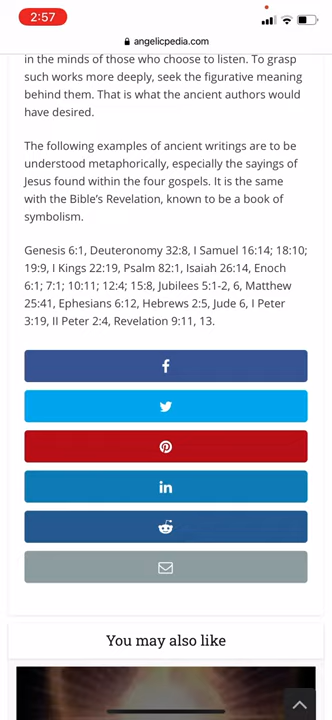 2:57
angelicpedia.com
in the minds of those who choose to listen. To grasp
such works more deeply, seek the figurative meaning
behind them. That is what the ancient authors would
have desired.
The following examples of ancient writings are to be
understood metaphorically, especially the sayings of
Jesus found within the four gospels. It is the same
with the Bible's Revelation, known to be a book of
symbolism.
Genesis 6:1, Deuteronomy 32:8, I Samuel 16:14; 18:10;
19:9, I Kings 22:19, Psalm 82:1, Isaiah 26:14, Enoch
6:1; 7:1; 10:11; 12:4; 15:8, Jubilees 5:1-2, 6, Matthew
25:41, Ephesians 6:12, Hebrews 2:5, Jude 6, I Peter
3:19, II Peter 2:4, Revelation 9:11, 13.
You may also like